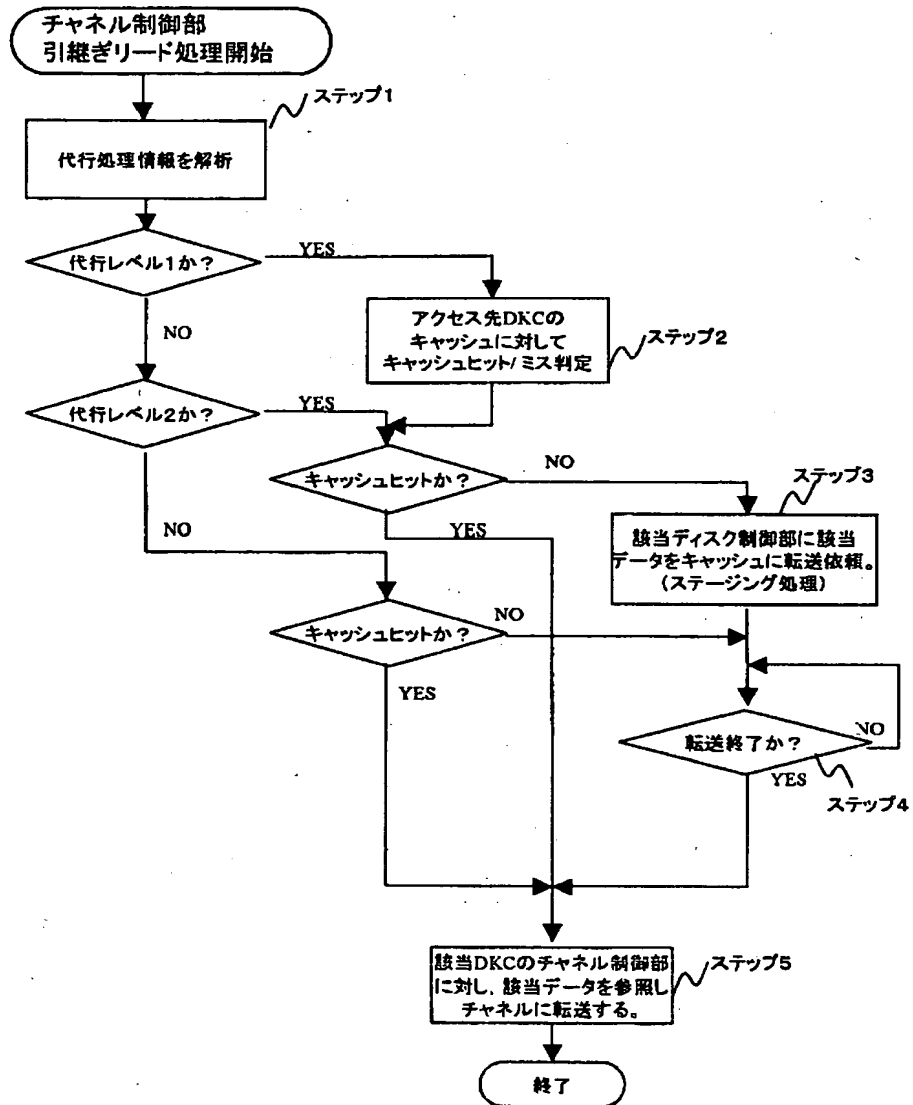 チャネル制御部
引継ぎリード処理開始
ステップ1
代行処理情報を解析
代行レベル1か？
YES
NO
アクセス先DKCの
キャッシュに対して
キャッシュヒット/ミス判定
ステップ2
代行レベル2か？
YES
NO
キャッシュヒットか？
NO
YES
ステップ3
該当ディスク制御部に該当
データをキャッシュに転送依頼。
(ステージング処理)
キャッシュヒットか？
NO
YES
転送終了か？
NO
YES
ステップ4
該当DKCのチャネル制御部
に対し、該当データを参照し
チャネルに転送する。
ステップ5
終了